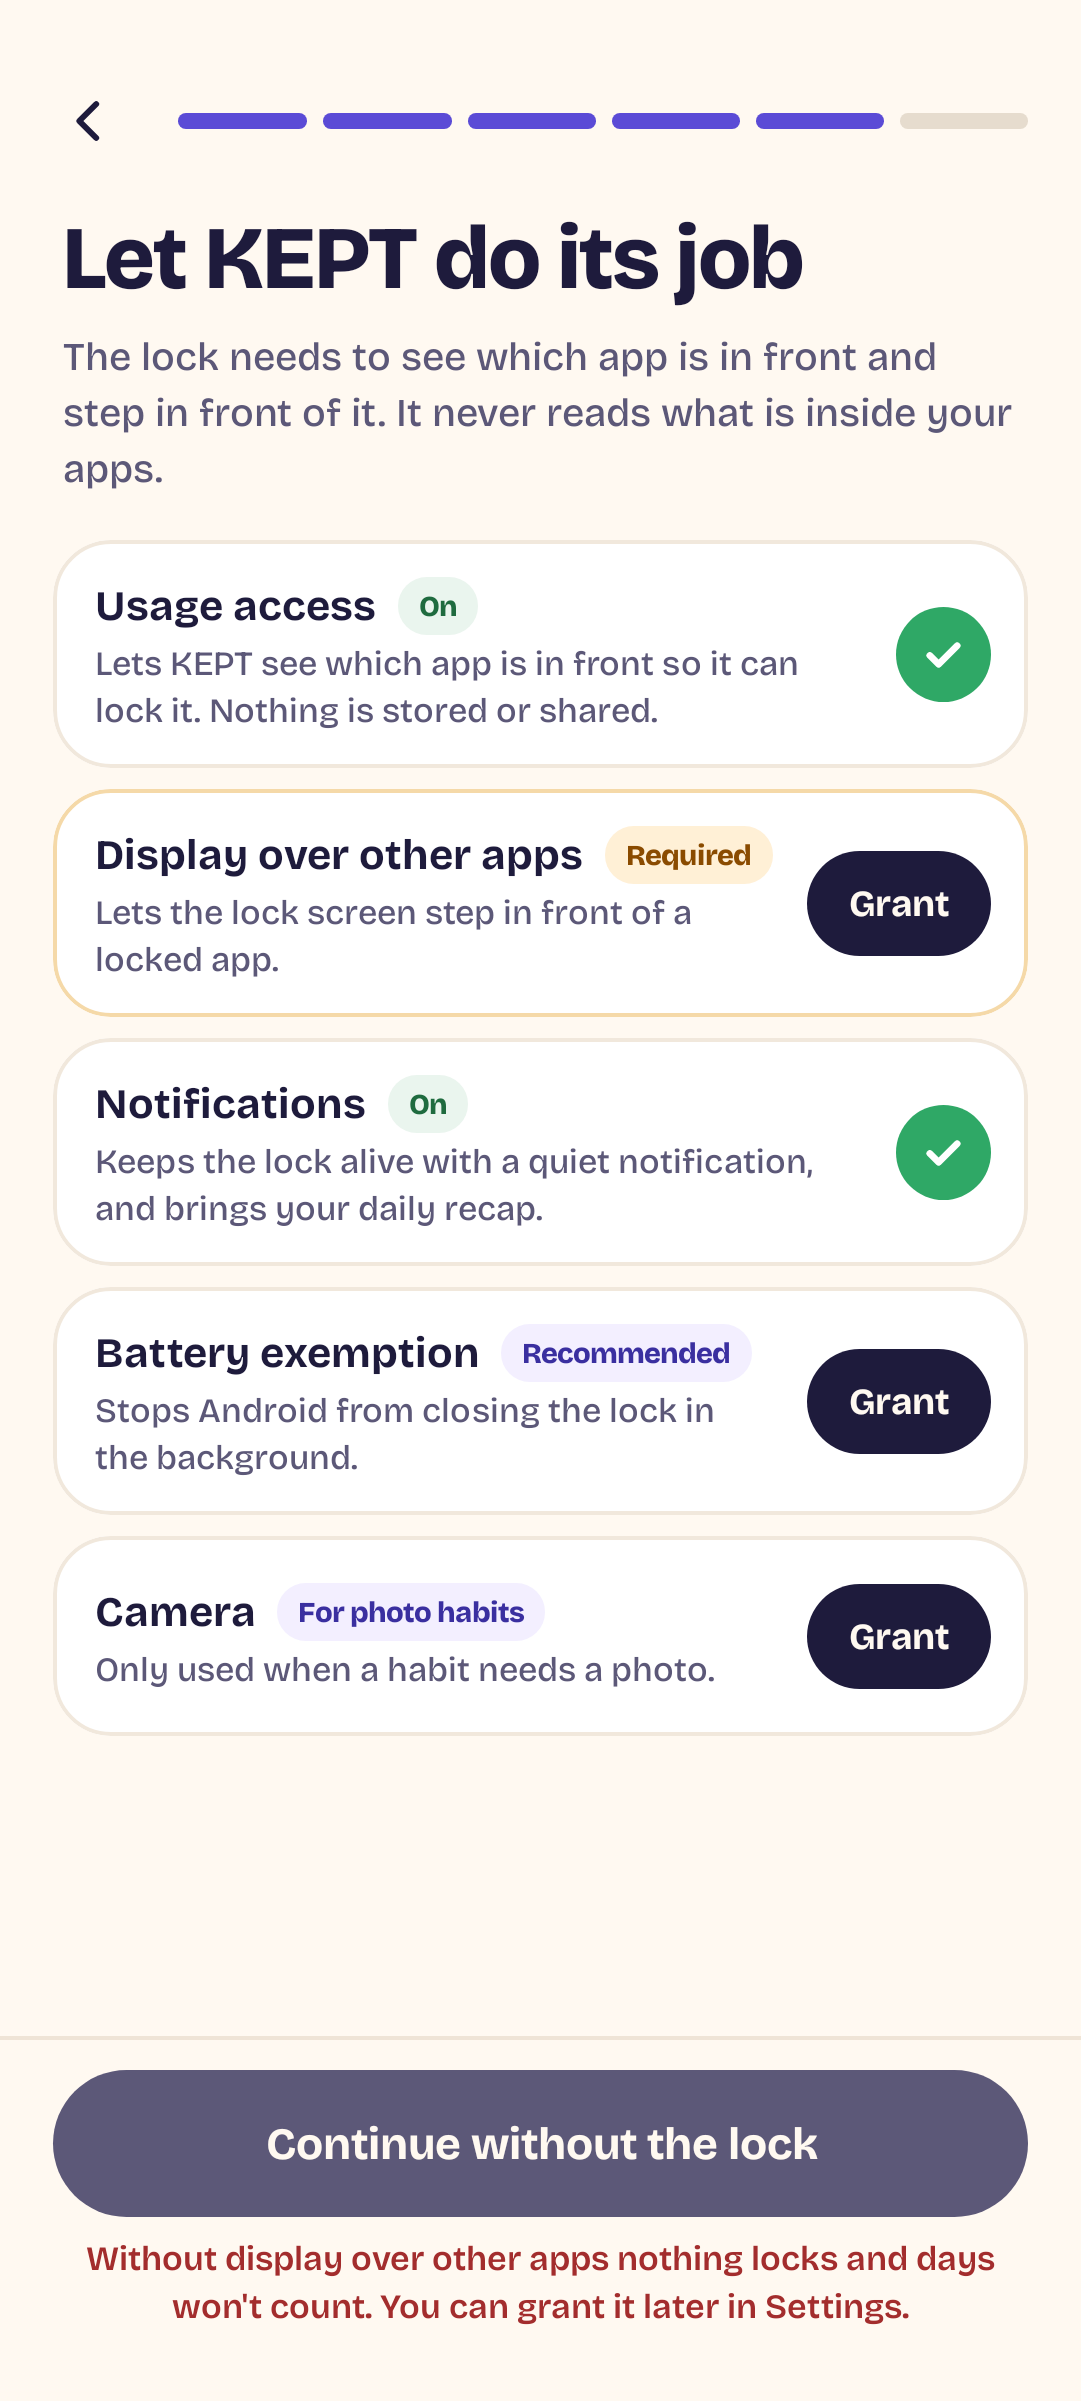 Let KEPT do its job
The lock needs to see which app is in front and
step in front of it. It never reads what is inside your
apps.
Usage access On
Lets KEPT see which app is in front so it can
lock it. Nothing is stored or shared.
Display over other apps Required
Lets the lock screen step in front of a
locked app.
Grant
Notifications On
Keeps the lock alive with a quiet notification,
and brings your daily recap.
Battery exemption Recommended
Stops Android from closing the lock in
the background.
Grant
Camera For photo habits
Only used when a habit needs a photo.
Grant
Continue without the lock
Without display over other apps nothing locks and days
won't count. You can grant it later in Settings.